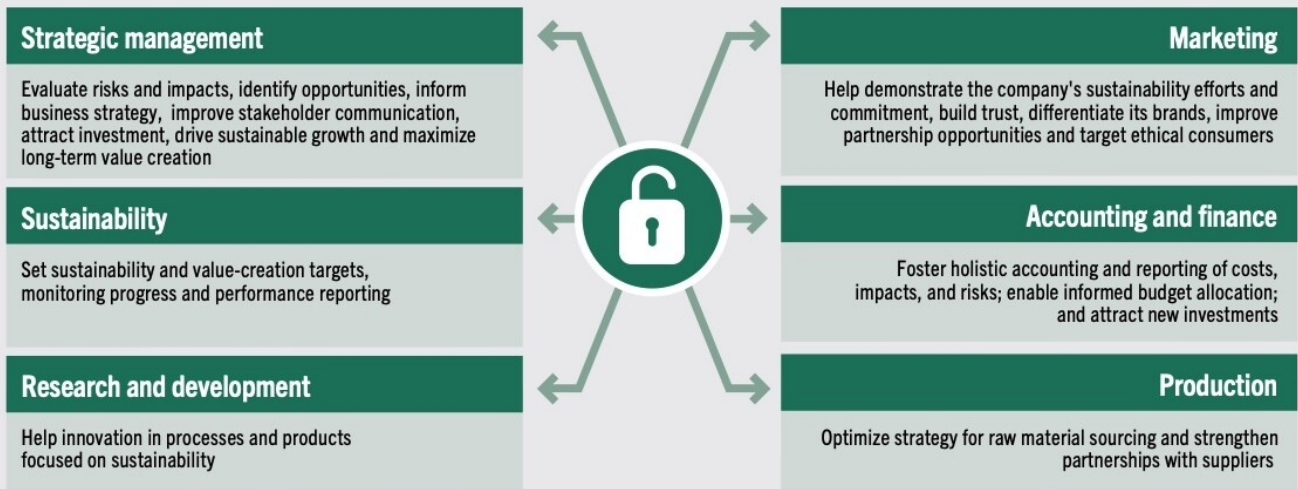 Strategic management
Evaluate risks and impacts, identify opportunities, inform
business strategy, improve stakeholder communication,
attract investment, drive sustainable growth and maximize
long-term value creation
Sustainability
Set sustainability and value-creation targets,
monitoring progress and performance reporting
Research and development
Help innovation in processes and products
focused on sustainability
Marketing
Help demonstrate the company's sustainability efforts and
commitment, build trust, differentiate its brands, improve
partnership opportunities and target ethical consumers
Accounting and finance
Foster holistic accounting and reporting of costs,
impacts, and risks; enable informed budget allocation;
and attract new investments
Production
Optimize strategy for raw material sourcing and strengthen
partnerships with suppliers